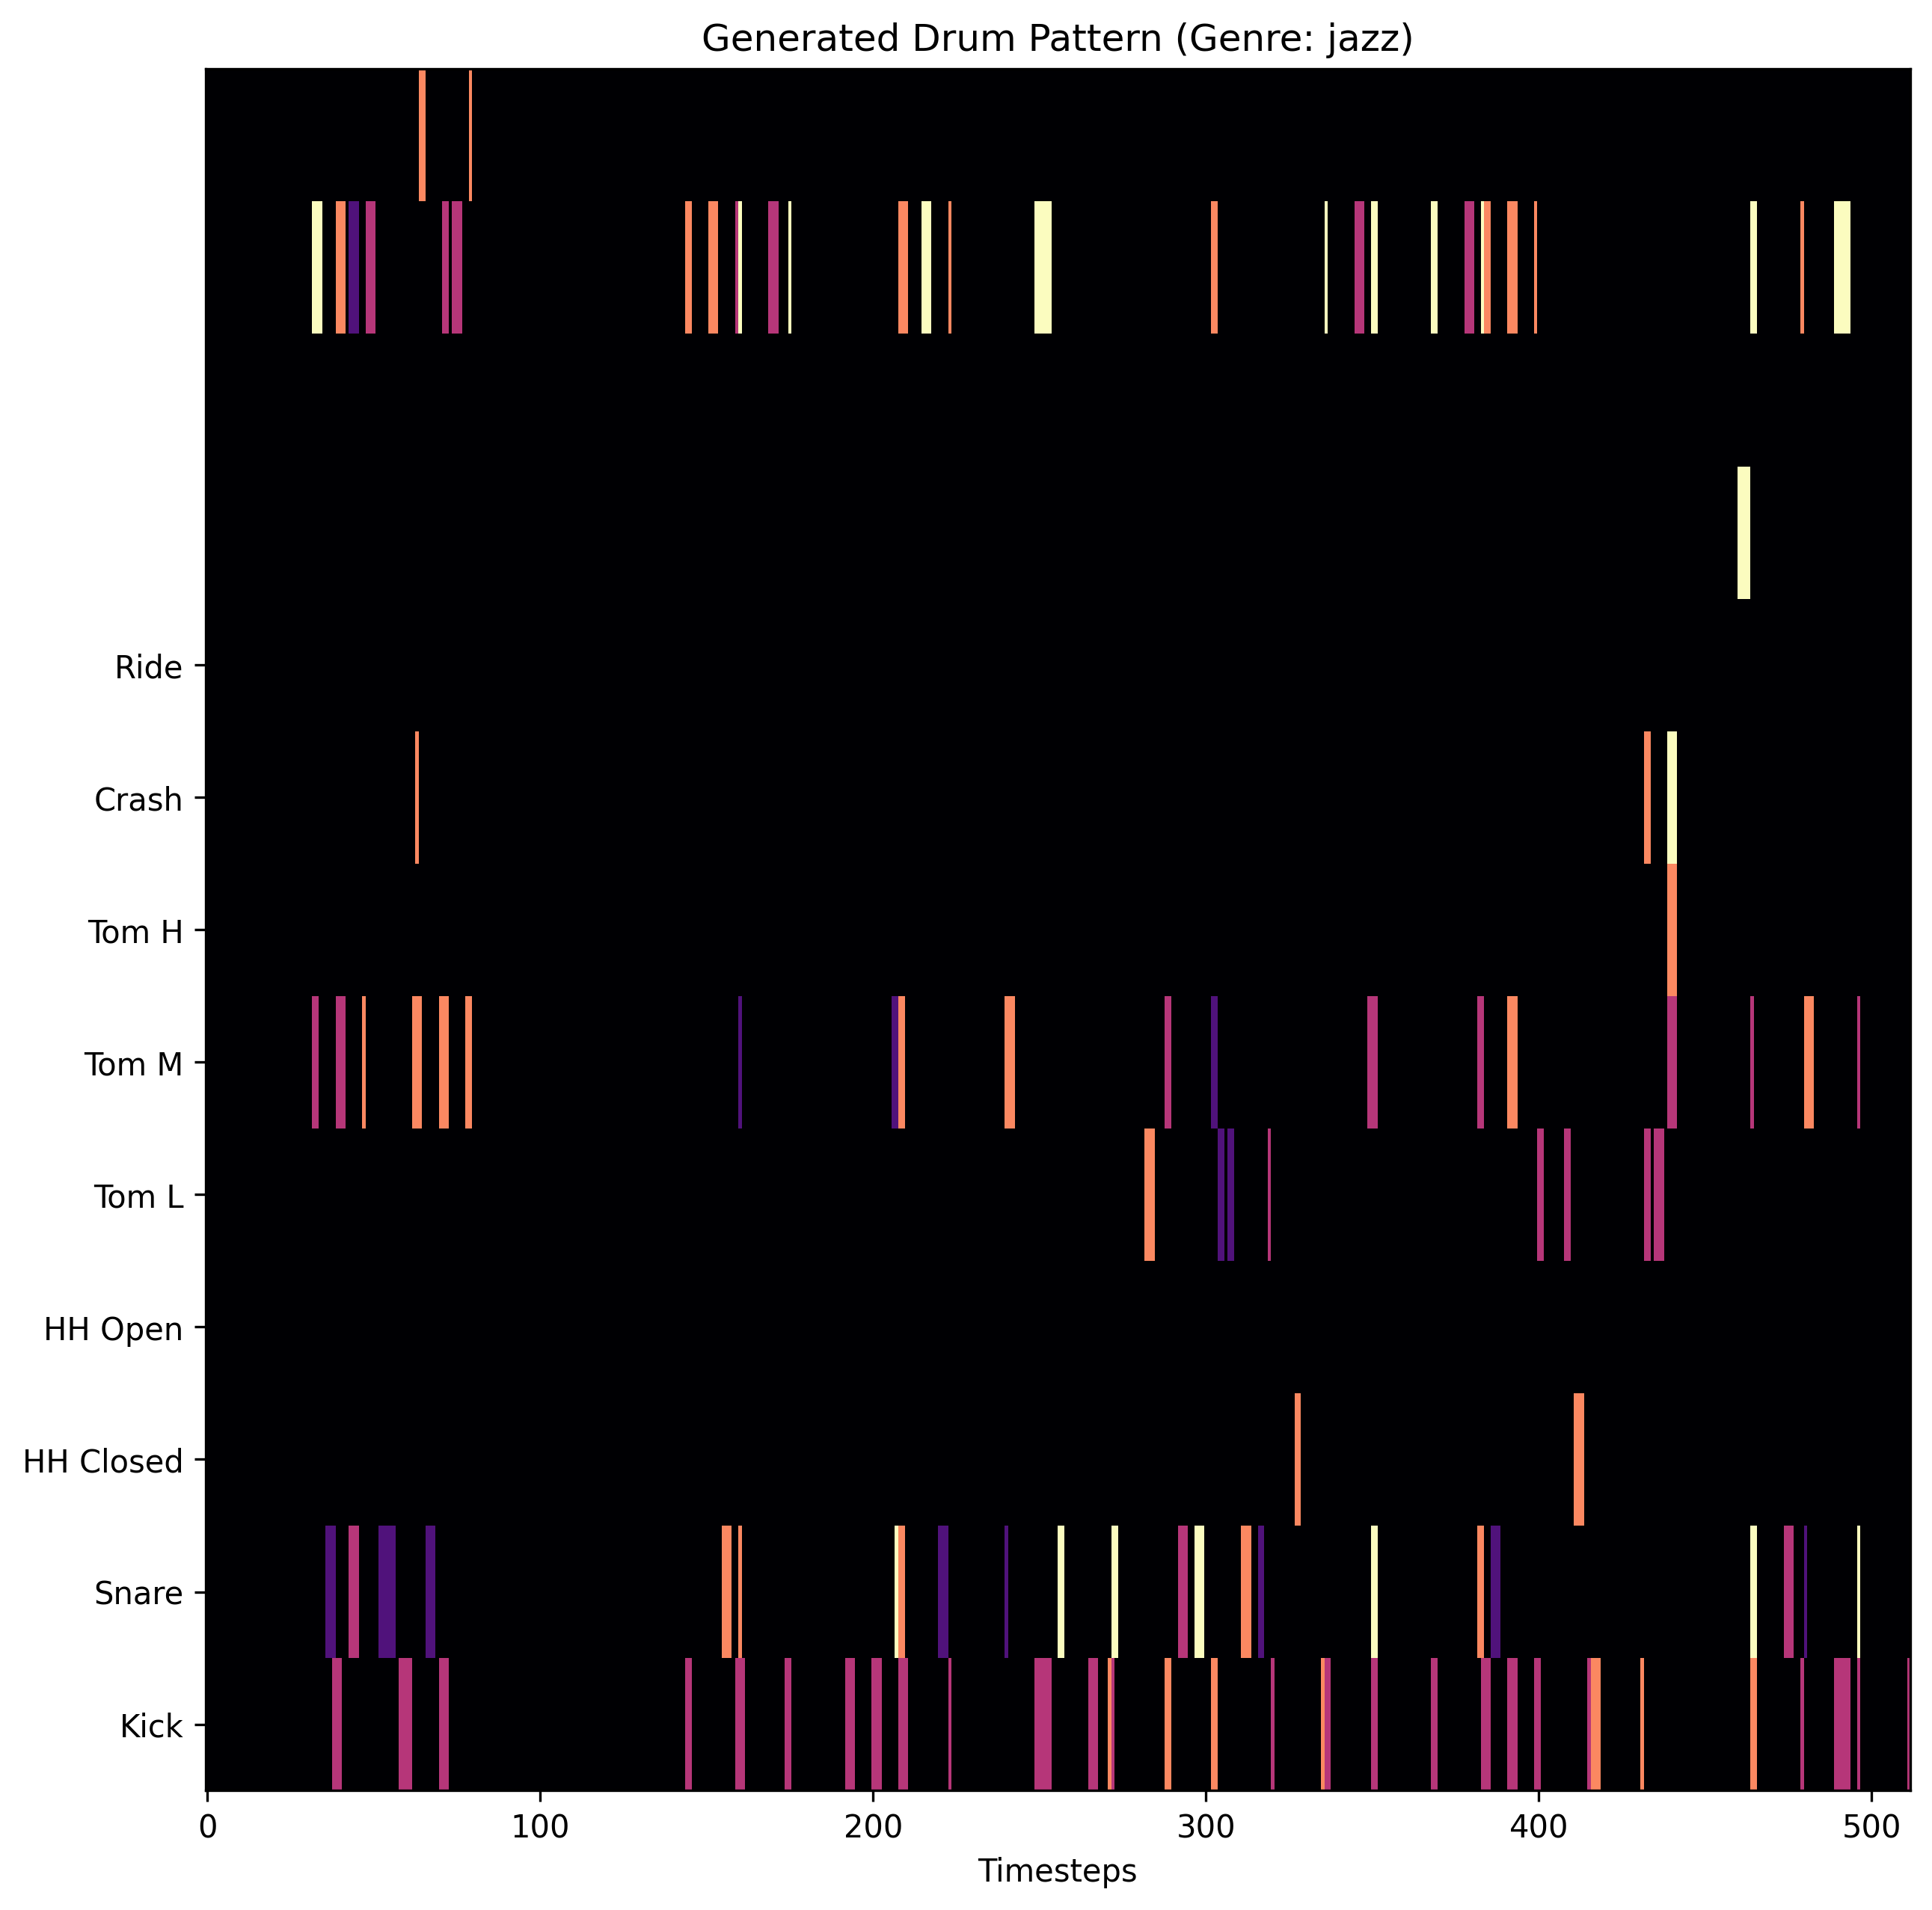 Generated Drum Pattern (Genre: jazz)
Ride
Crash
Tom H
Tom M
Tom L
HH Open
HH Closed
Snare
Kick
0 100 200 300 400 500
Timesteps